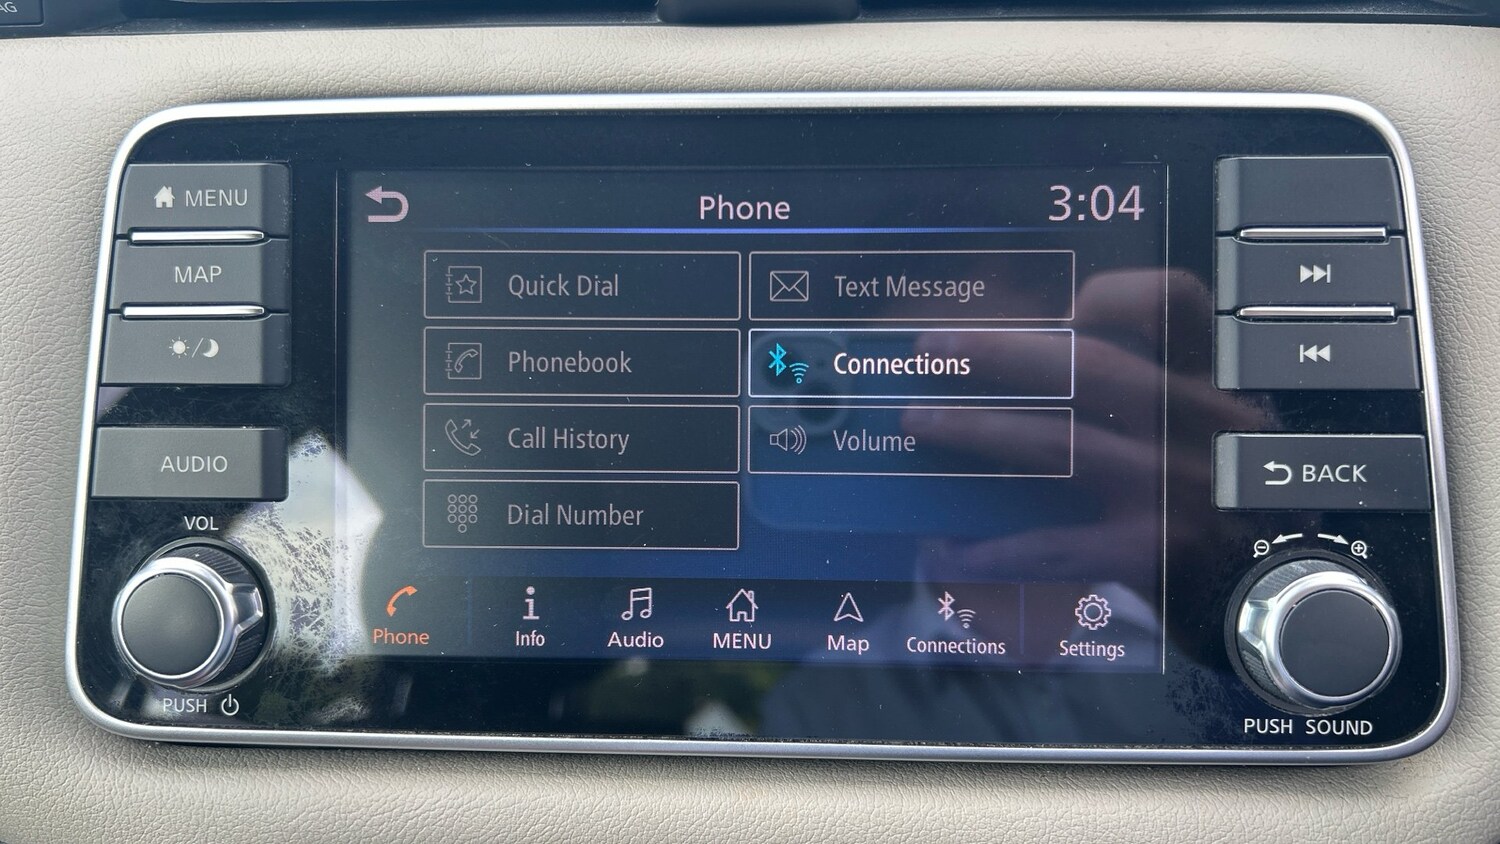 AG
MENU
MAP
AUDIO
VOL
PUSH
Phone
3:04
Quick Dial
Text Message
Phonebook
Connections
Call History
Volume
Dial Number
Phone
Info
Audio
MENU
Map
Connections
Settings
BACK
PUSH SOUND